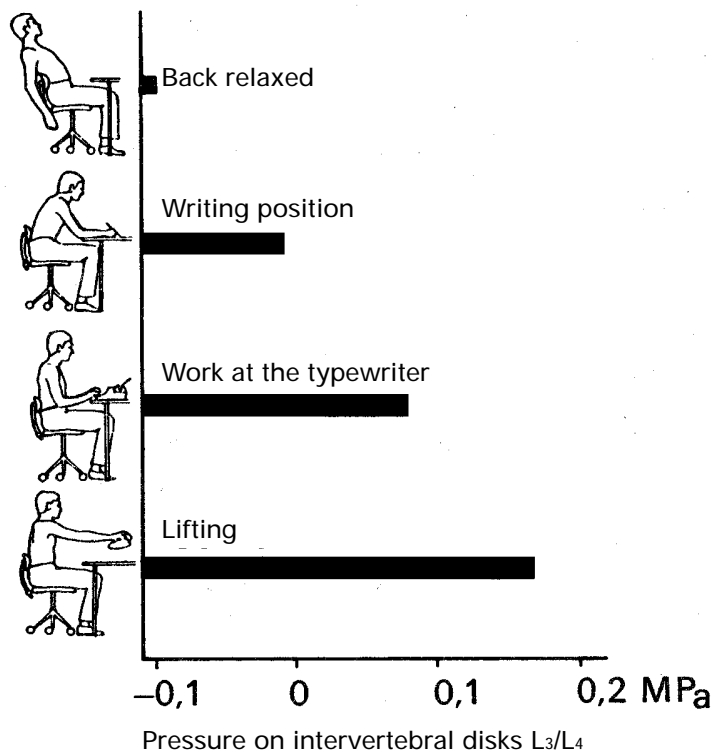 Back relaxed
Writing position
Work at the typewriter
Lifting
−0,1 0 0,1 0,2 MPa
Pressure on intervertebral disks L₃/L₄